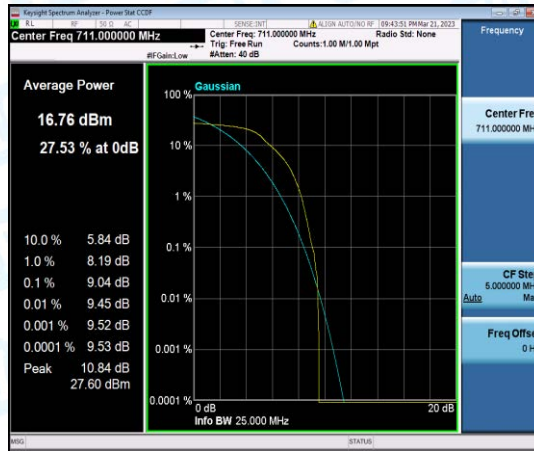 Keysight Spectrum Analyzer - Power Stat CCDF
RL RF 50 Ω AC SENSE:INT ALIGN AUTO/NO RF 09:43:51 PM Mar 21, 2023
Center Freq 711.000000 MHz
Center Freq: 711.000000 MHz Radio Std: None
Trig: Free Run Counts:1.00 M/1.00 Mpt
#IFGain:Low #Atten: 40 dB
Frequency
Average Power
16.76 dBm
27.53 % at 0dB
10.0 % 5.84 dB
1.0 % 8.19 dB
0.1 % 9.04 dB
0.01 % 9.45 dB
0.001 % 9.52 dB
0.0001 % 9.53 dB
Peak 10.84 dB
27.60 dBm
Gaussian
100 %
10 %
1 %
0.1 %
0.01 %
0.001 %
0.0001 %
0 dB 20 dB
Info BW 25.000 MHz
Center Fre
711.000000 MH
CF Ste
5.000000 MH
Auto Ma
Freq Offse
0 H
MSG STATUS